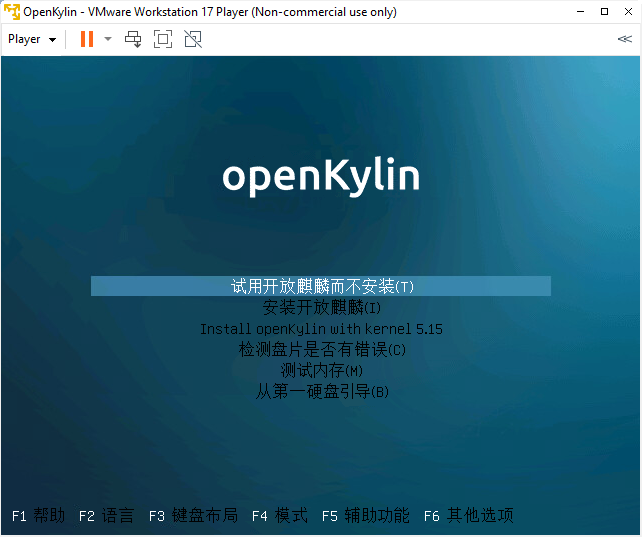 OpenKylin - VMware Workstation 17 Player (Non-commercial use only)
Player
openKylin
试用开放麒麟而不安装(T)
安装开放麒麟(I)
Install openKylin with kernel 5.15
检测盘片是否有错误(C)
测试内存(M)
从第一硬盘引导(B)
F1 帮助 F2 语言 F3 键盘布局 F4 模式 F5 辅助功能 F6 其他选项